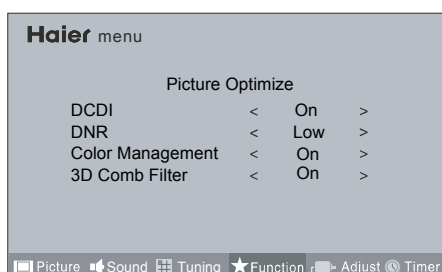 Haier menu
Picture Optimize
DCDI < On >
DNR < Low >
Color Management < On >
3D Comb Filter < On >
Picture Sound Tuning Function Adjust Timer